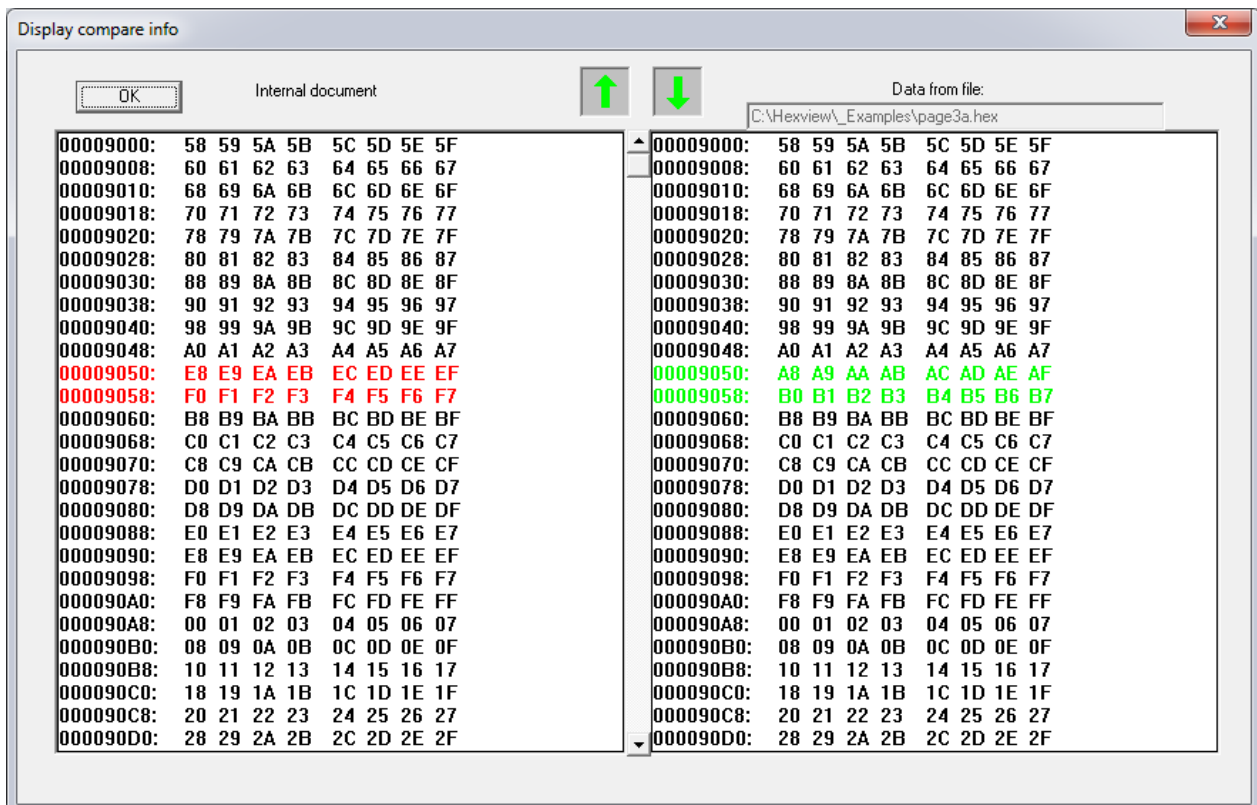 Display compare info
OK
Internal document
Data from file:
C:\Hexview\_Examples\page3a.hex
00009000: 58 59 5A 5B 5C 5D 5E 5F
00009008: 60 61 62 63 64 65 66 67
00009010: 68 69 6A 6B 6C 6D 6E 6F
00009018: 70 71 72 73 74 75 76 77
00009020: 78 79 7A 7B 7C 7D 7E 7F
00009028: 80 81 82 83 84 85 86 87
00009030: 88 89 8A 8B 8C 8D 8E 8F
00009038: 90 91 92 93 94 95 96 97
00009040: 98 99 9A 9B 9C 9D 9E 9F
00009048: A0 A1 A2 A3 A4 A5 A6 A7
00009050: E8 E9 EA EB EC ED EE EF
00009058: F0 F1 F2 F3 F4 F5 F6 F7
00009060: B8 B9 BA BB BC BD BE BF
00009068: C0 C1 C2 C3 C4 C5 C6 C7
00009070: C8 C9 CA CB CC CD CE CF
00009078: D0 D1 D2 D3 D4 D5 D6 D7
00009080: D8 D9 DA DB DC DD DE DF
00009088: E0 E1 E2 E3 E4 E5 E6 E7
00009090: E8 E9 EA EB EC ED EE EF
00009098: F0 F1 F2 F3 F4 F5 F6 F7
000090A0: F8 F9 FA FB FC FD FE FF
000090A8: 00 01 02 03 04 05 06 07
000090B0: 08 09 0A 0B 0C 0D 0E 0F
000090B8: 10 11 12 13 14 15 16 17
000090C0: 18 19 1A 1B 1C 1D 1E 1F
000090C8: 20 21 22 23 24 25 26 27
000090D0: 28 29 2A 2B 2C 2D 2E 2F
00009000: 58 59 5A 5B 5C 5D 5E 5F
00009008: 60 61 62 63 64 65 66 67
00009010: 68 69 6A 6B 6C 6D 6E 6F
00009018: 70 71 72 73 74 75 76 77
00009020: 78 79 7A 7B 7C 7D 7E 7F
00009028: 80 81 82 83 84 85 86 87
00009030: 88 89 8A 8B 8C 8D 8E 8F
00009038: 90 91 92 93 94 95 96 97
00009040: 98 99 9A 9B 9C 9D 9E 9F
00009048: A0 A1 A2 A3 A4 A5 A6 A7
00009050: A8 A9 AA AB AC AD AE AF
00009058: B0 B1 B2 B3 B4 B5 B6 B7
00009060: B8 B9 BA BB BC BD BE BF
00009068: C0 C1 C2 C3 C4 C5 C6 C7
00009070: C8 C9 CA CB CC CD CE CF
00009078: D0 D1 D2 D3 D4 D5 D6 D7
00009080: D8 D9 DA DB DC DD DE DF
00009088: E0 E1 E2 E3 E4 E5 E6 E7
00009090: E8 E9 EA EB EC ED EE EF
00009098: F0 F1 F2 F3 F4 F5 F6 F7
000090A0: F8 F9 FA FB FC FD FE FF
000090A8: 00 01 02 03 04 05 06 07
000090B0: 08 09 0A 0B 0C 0D 0E 0F
000090B8: 10 11 12 13 14 15 16 17
000090C0: 18 19 1A 1B 1C 1D 1E 1F
000090C8: 20 21 22 23 24 25 26 27
000090D0: 28 29 2A 2B 2C 2D 2E 2F